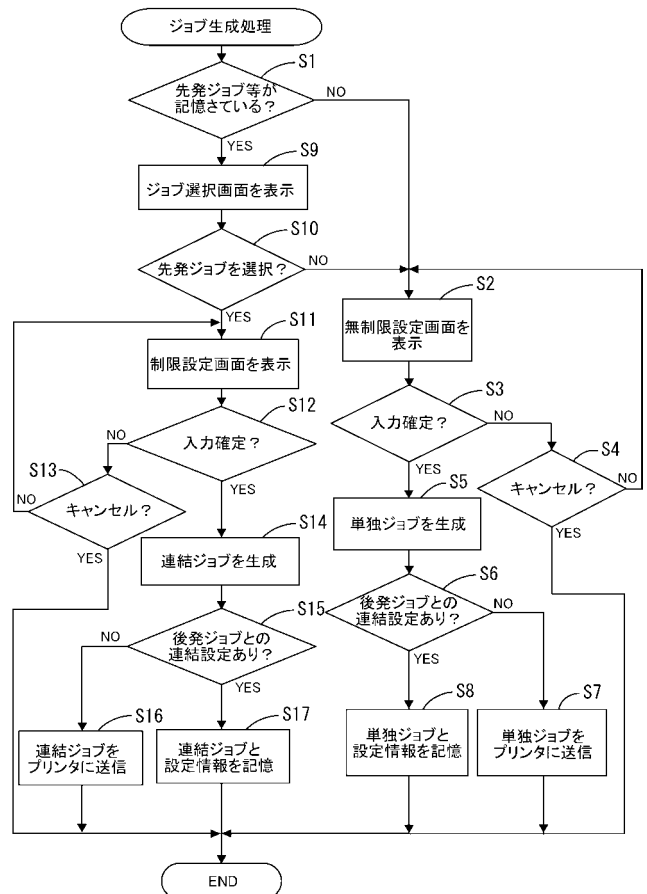 ジョブ生成処理
S1
先発ジョブ等が
記憶さている？
NO
YES
S9
ジョブ選択画面を表示
S10
先発ジョブを選択？
NO
YES
S2
無制限設定画面を
表示
S11
制限設定画面を表示
S3
入力確定？
NO
YES
S12
入力確定？
NO
YES
S4
キャンセル？
NO
YES
S13
キャンセル？
NO
YES
S5
単独ジョブを生成
S14
連結ジョブを生成
S6
後発ジョブとの
連結設定あり？
NO
YES
S15
後発ジョブとの
連結設定あり？
NO
YES
S16
連結ジョブを
プリンタに送信
S17
連結ジョブと
設定情報を記憶
S8
単独ジョブと
設定情報を記憶
S7
単独ジョブを
プリンタに送信
END